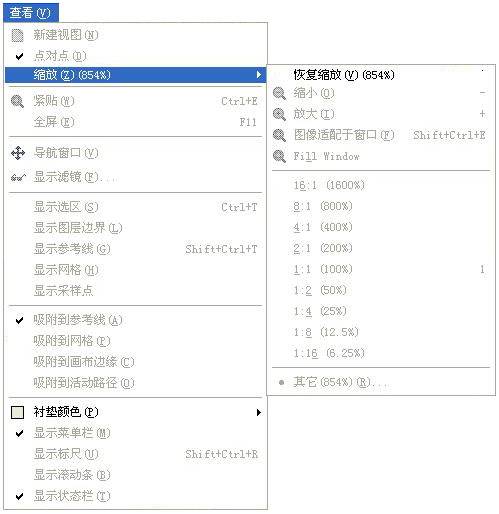 查看(V)
新建视图(N)
点对点(D)
缩放(Z)(854%)
紧贴(W) Ctrl+E
全屏(E) F11
导航窗口(V)
显示滤镜(F)...
显示选区(S) Ctrl+T
显示图层边界(L)
显示参考线(G) Shift+Ctrl+T
显示网格(H)
显示采样点
吸附到参考线(A)
吸附到网格(F)
吸附到画布边缘(C)
吸附到活动路径(O)
衬垫颜色(P)
显示菜单栏(M)
显示标尺(U) Shift+Ctrl+R
显示滚动条(B)
显示状态栏(T)
恢复缩放(V)(854%) `
缩小(O) -
放大(I) +
图像适配于窗口(F) Shift+Ctrl+E
Fill Window
16:1 (1600%)
8:1 (800%)
4:1 (400%)
2:1 (200%)
1:1 (100%) 1
1:2 (50%)
1:4 (25%)
1:8 (12.5%)
1:16 (6.25%)
其它(854%)(R)...